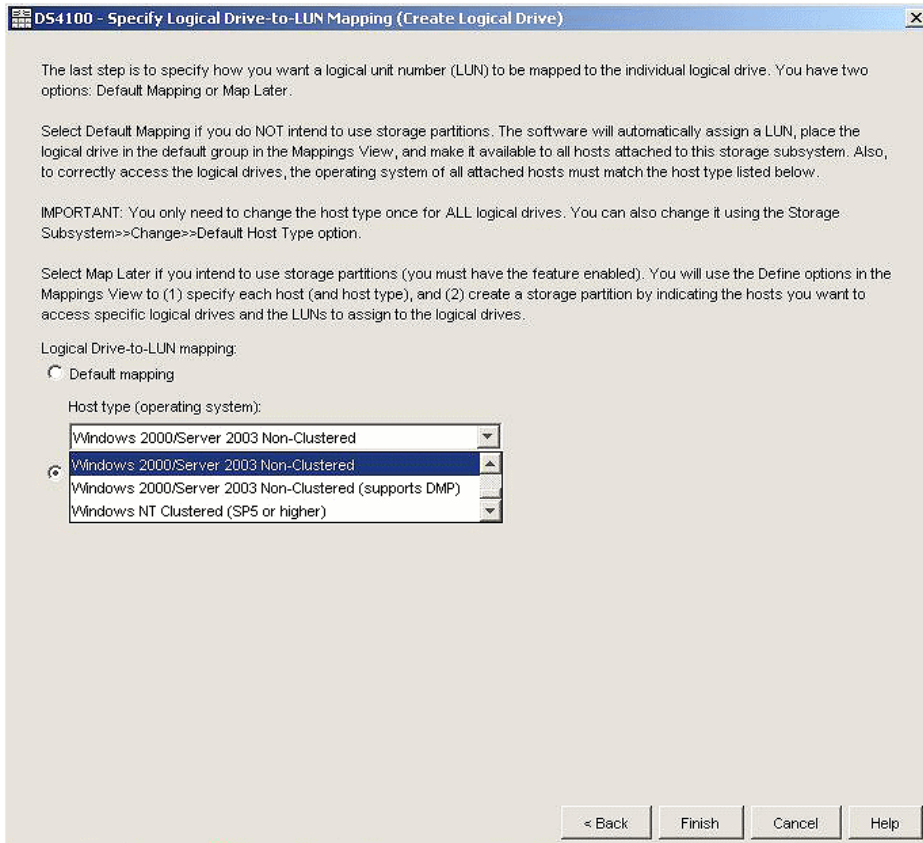 DS4100 - Specify Logical Drive-to-LUN Mapping (Create Logical Drive)
The last step is to specify how you want a logical unit number (LUN) to be mapped to the individual logical drive. You have two
options: Default Mapping or Map Later.
Select Default Mapping if you do NOT intend to use storage partitions. The software will automatically assign a LUN, place the
logical drive in the default group in the Mappings View, and make it available to all hosts attached to this storage subsystem. Also,
to correctly access the logical drives, the operating system of all attached hosts must match the host type listed below.
IMPORTANT: You only need to change the host type once for ALL logical drives. You can also change it using the Storage
Subsystem>>Change>>Default Host Type option.
Select Map Later if you intend to use storage partitions (you must have the feature enabled). You will use the Define options in the
Mappings View to (1) specify each host (and host type), and (2) create a storage partition by indicating the hosts you want to
access specific logical drives and the LUNs to assign to the logical drives.
Logical Drive-to-LUN mapping:
Default mapping
Host type (operating system):
Windows 2000/Server 2003 Non-Clustered
Windows 2000/Server 2003 Non-Clustered
Windows 2000/Server 2003 Non-Clustered (supports DMP)
Windows NT Clustered (SP5 or higher)
< Back Finish Cancel Help